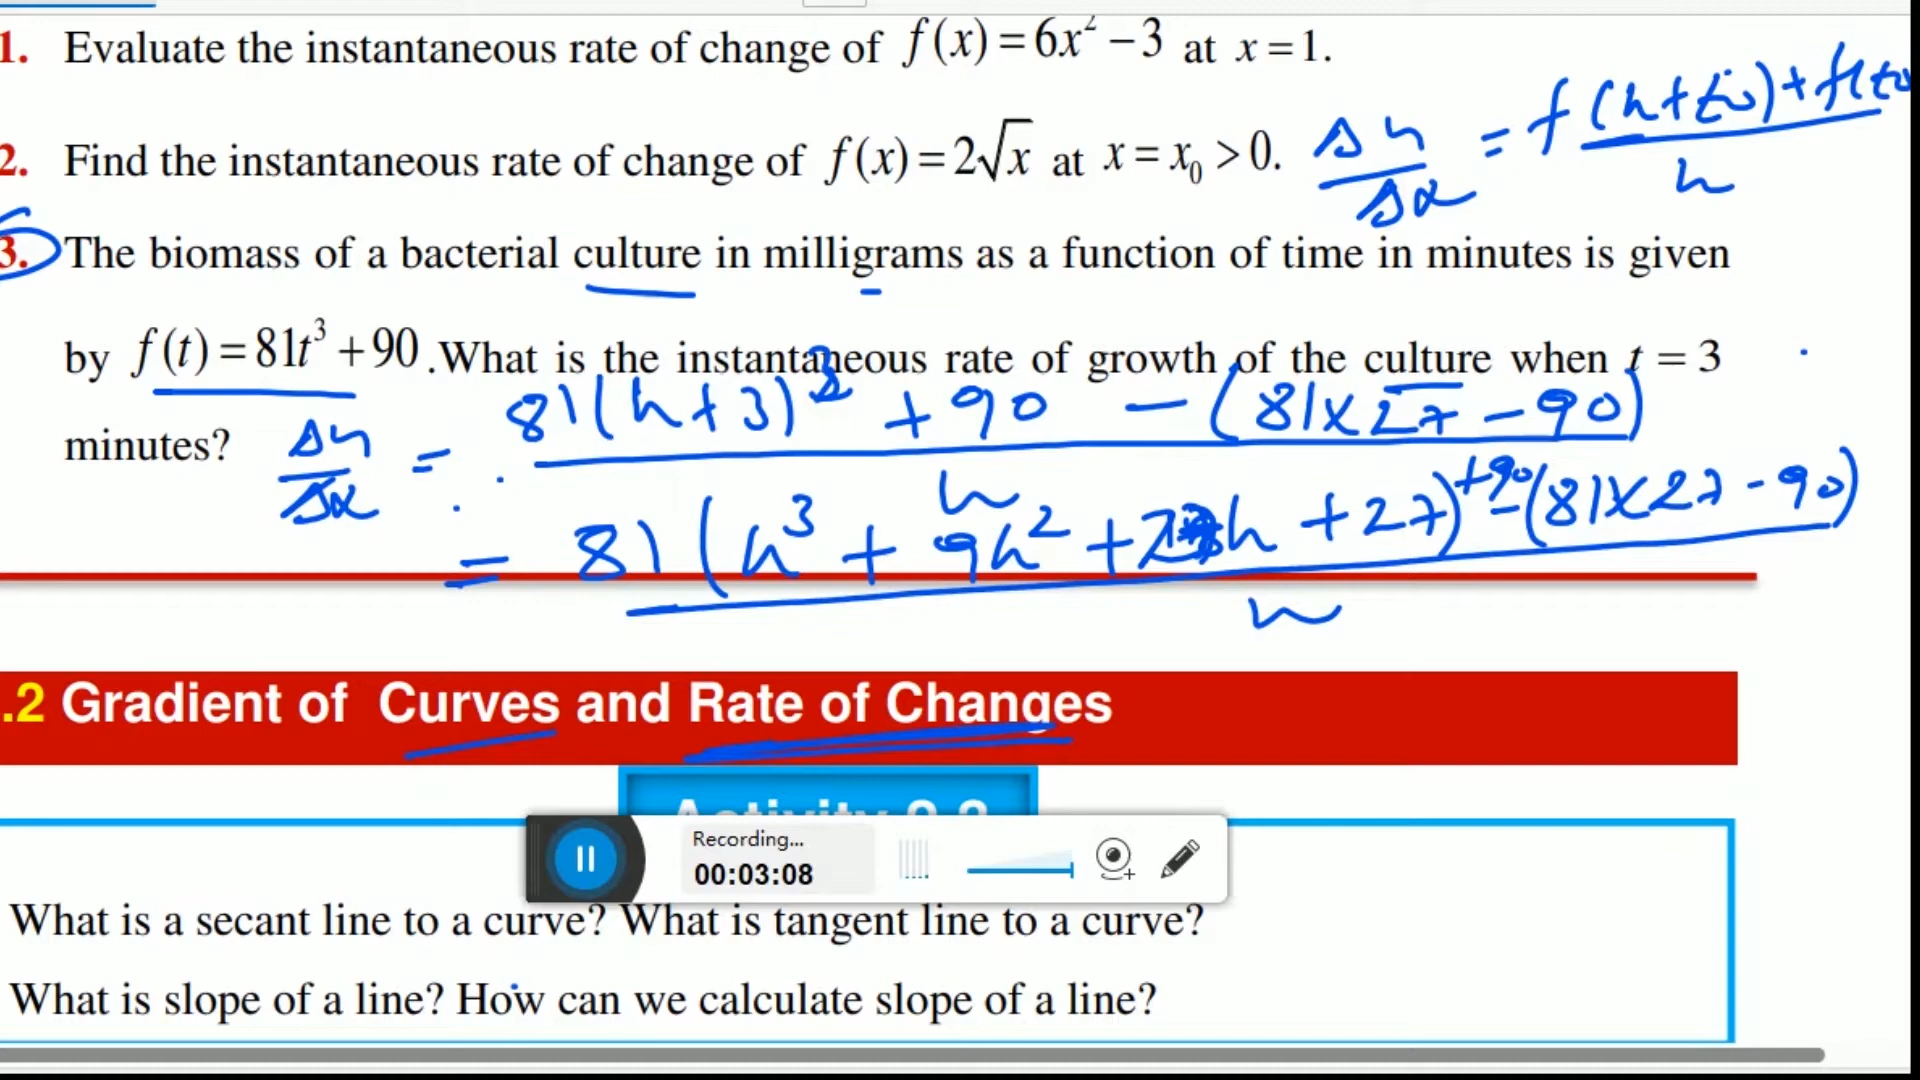 1. Evaluate the instantaneous rate of change of f(x) = 6x² − 3 at x = 1.
2. Find the instantaneous rate of change of f(x) = 2√x at x = x₀ > 0.
Δy/Δx = f(h+t₀)+f(t₀)/h
3. The biomass of a bacterial culture in milligrams as a function of time in minutes is given
by f(t) = 81t³ + 90 .What is the instantaneous rate of growth of the culture when t = 3
minutes?
Δy/Δx = 81(h+3)³ + 90 − (81×27 − 90)/h
= 81(h³ + 9h² + 27h + 27) +90 − (81×27 − 90)/h
.2 Gradient of Curves and Rate of Changes
Recording...
00:03:08
What is a secant line to a curve? What is tangent line to a curve?
What is slope of a line? How can we calculate slope of a line?